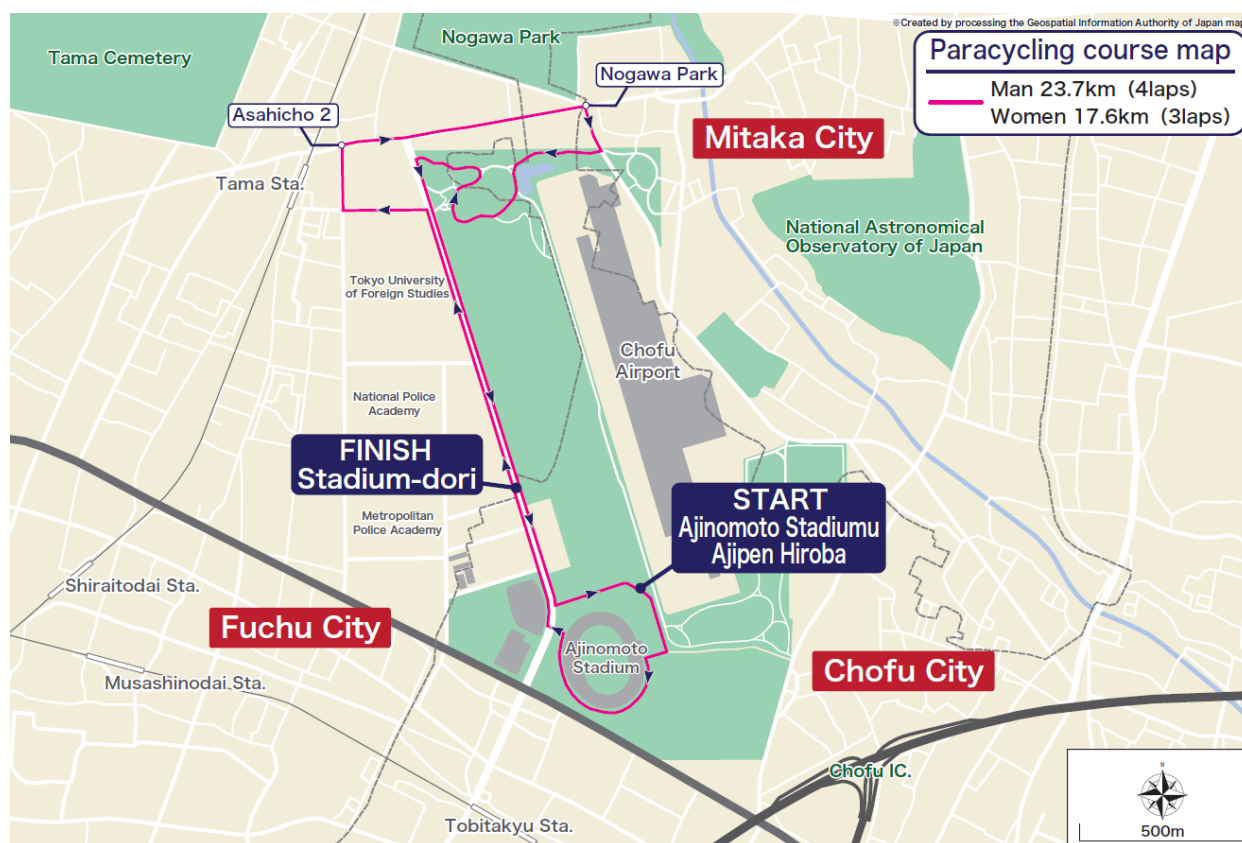 ※Created by processing the Geospatial Information Authority of Japan map
Paracycling course map
Man 23.7km (4laps)
Women 17.6km (3laps)
Nogawa Park
Tama Cemetery
Nogawa Park
Asahicho 2
Mitaka City
Tama Sta.
National Astronomical
Observatory of Japan
Tokyo University
of Foreign Studies
Chofu
Airport
National Police
Academy
FINISH
Stadium-dori
START
Ajinomoto Stadiumu
Ajipen Hiroba
Metropolitan
Police Academy
Shiraitodai Sta.
Fuchu City
Ajinomoto
Stadium
Chofu City
Musashinodai Sta.
Chofu IC.
Tobitakyu Sta.
N
500m